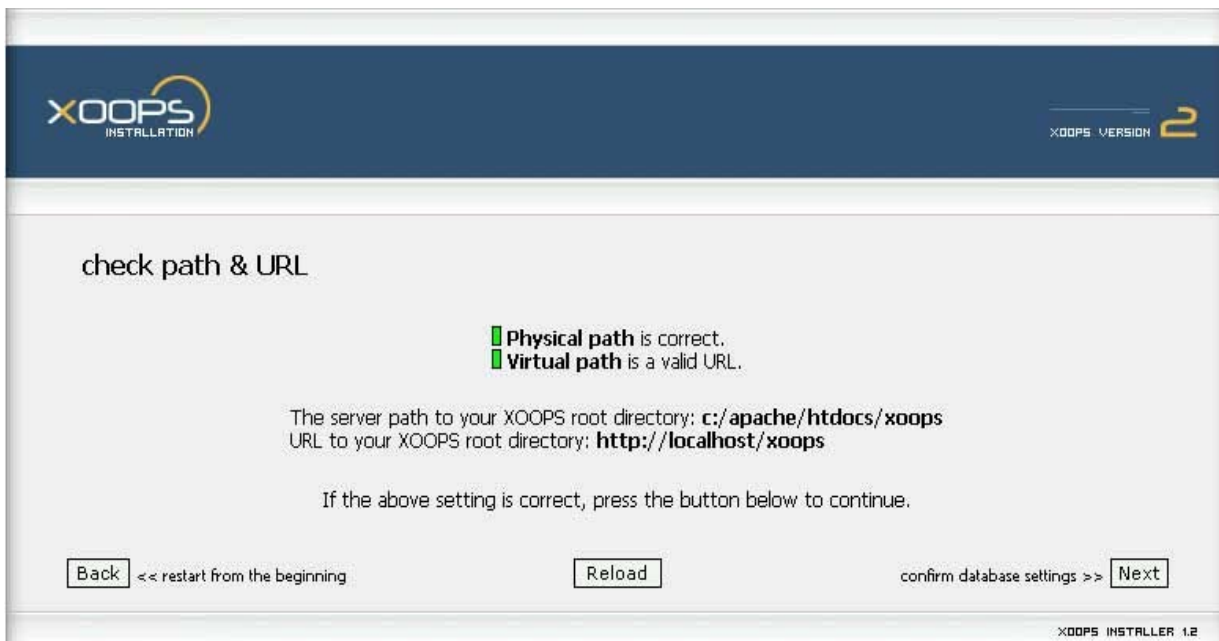 XOOPS
INSTALLATION
XOOPS VERSION 2
check path & URL
Physical path is correct.
Virtual path is a valid URL.
The server path to your XOOPS root directory: c:/apache/htdocs/xoops
URL to your XOOPS root directory: http://localhost/xoops
If the above setting is correct, press the button below to continue.
Back << restart from the beginning Reload confirm database settings >> Next
XOOPS INSTALLER 1.2